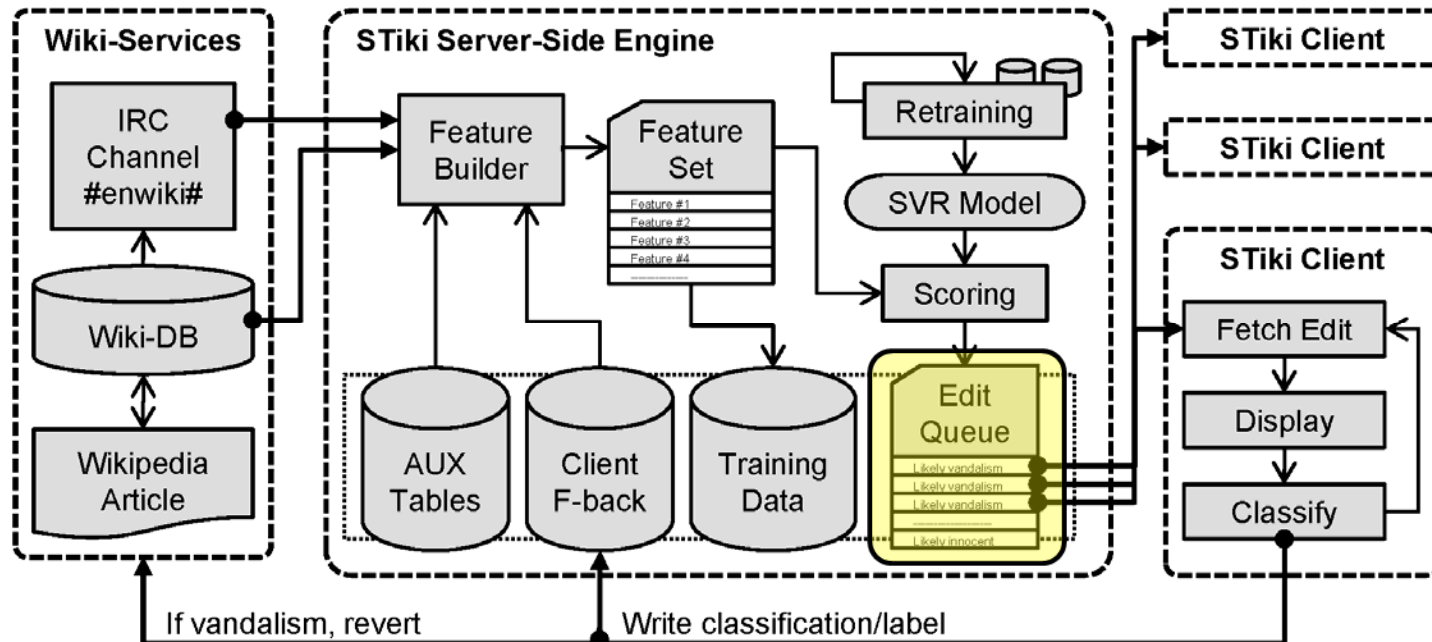 Wiki-Services
IRC
Channel
#enwiki#
Wiki-DB
Wikipedia
Article
STiki Server-Side Engine
Feature
Builder
Feature
Set
Feature #1
Feature #2
Feature #3
Feature #4
Retraining
SVR Model
Scoring
AUX
Tables
Client
F-back
Training
Data
Edit
Queue
Likely vandalism
Likely vandalism
Likely vandalism
Likely innocent
STiki Client
STiki Client
STiki Client
Fetch Edit
Display
Classify
If vandalism, revert
Write classification/label